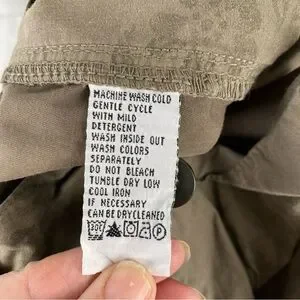 MACHINE WASH COLD
GENTLE CYCLE
WITH MILD
DETERGENT
WASH INSIDE OUT
WASH COLORS
SEPARATELY
DO NOT BLEACH
TUMBLE DRY LOW
COOL IRON
IF NECESSARY
CAN BE DRYCLEANED
30C P